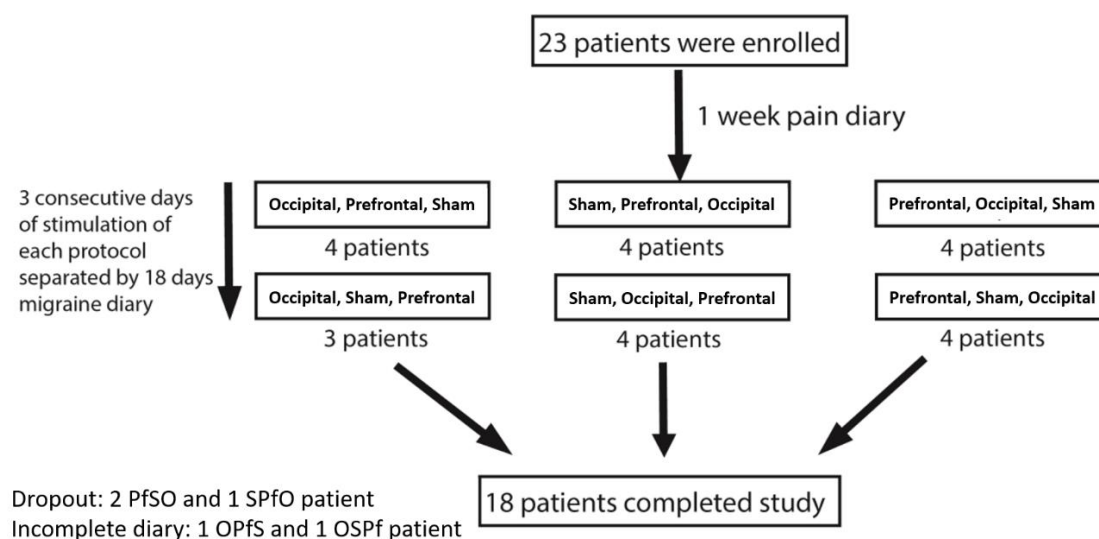 23 patients were enrolled
1 week pain diary
3 consecutive days
of stimulation of
each protocol
separated by 18 days
migraine diary
Occipital, Prefrontal, Sham
4 patients
Sham, Prefrontal, Occipital
4 patients
Prefrontal, Occipital, Sham
4 patients
Occipital, Sham, Prefrontal
3 patients
Sham, Occipital, Prefrontal
4 patients
Prefrontal, Sham, Occipital
4 patients
18 patients completed study
Dropout: 2 PfSO and 1 SPfO patient
Incomplete diary: 1 OPfS and 1 OSPf patient